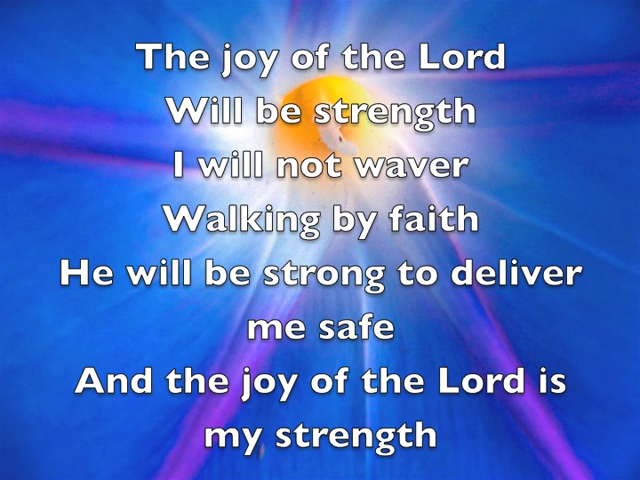 The joy of the Lord
Will be strength
I will not waver
Walking by faith
He will be strong to deliver
me safe
And the joy of the Lord is
my strength